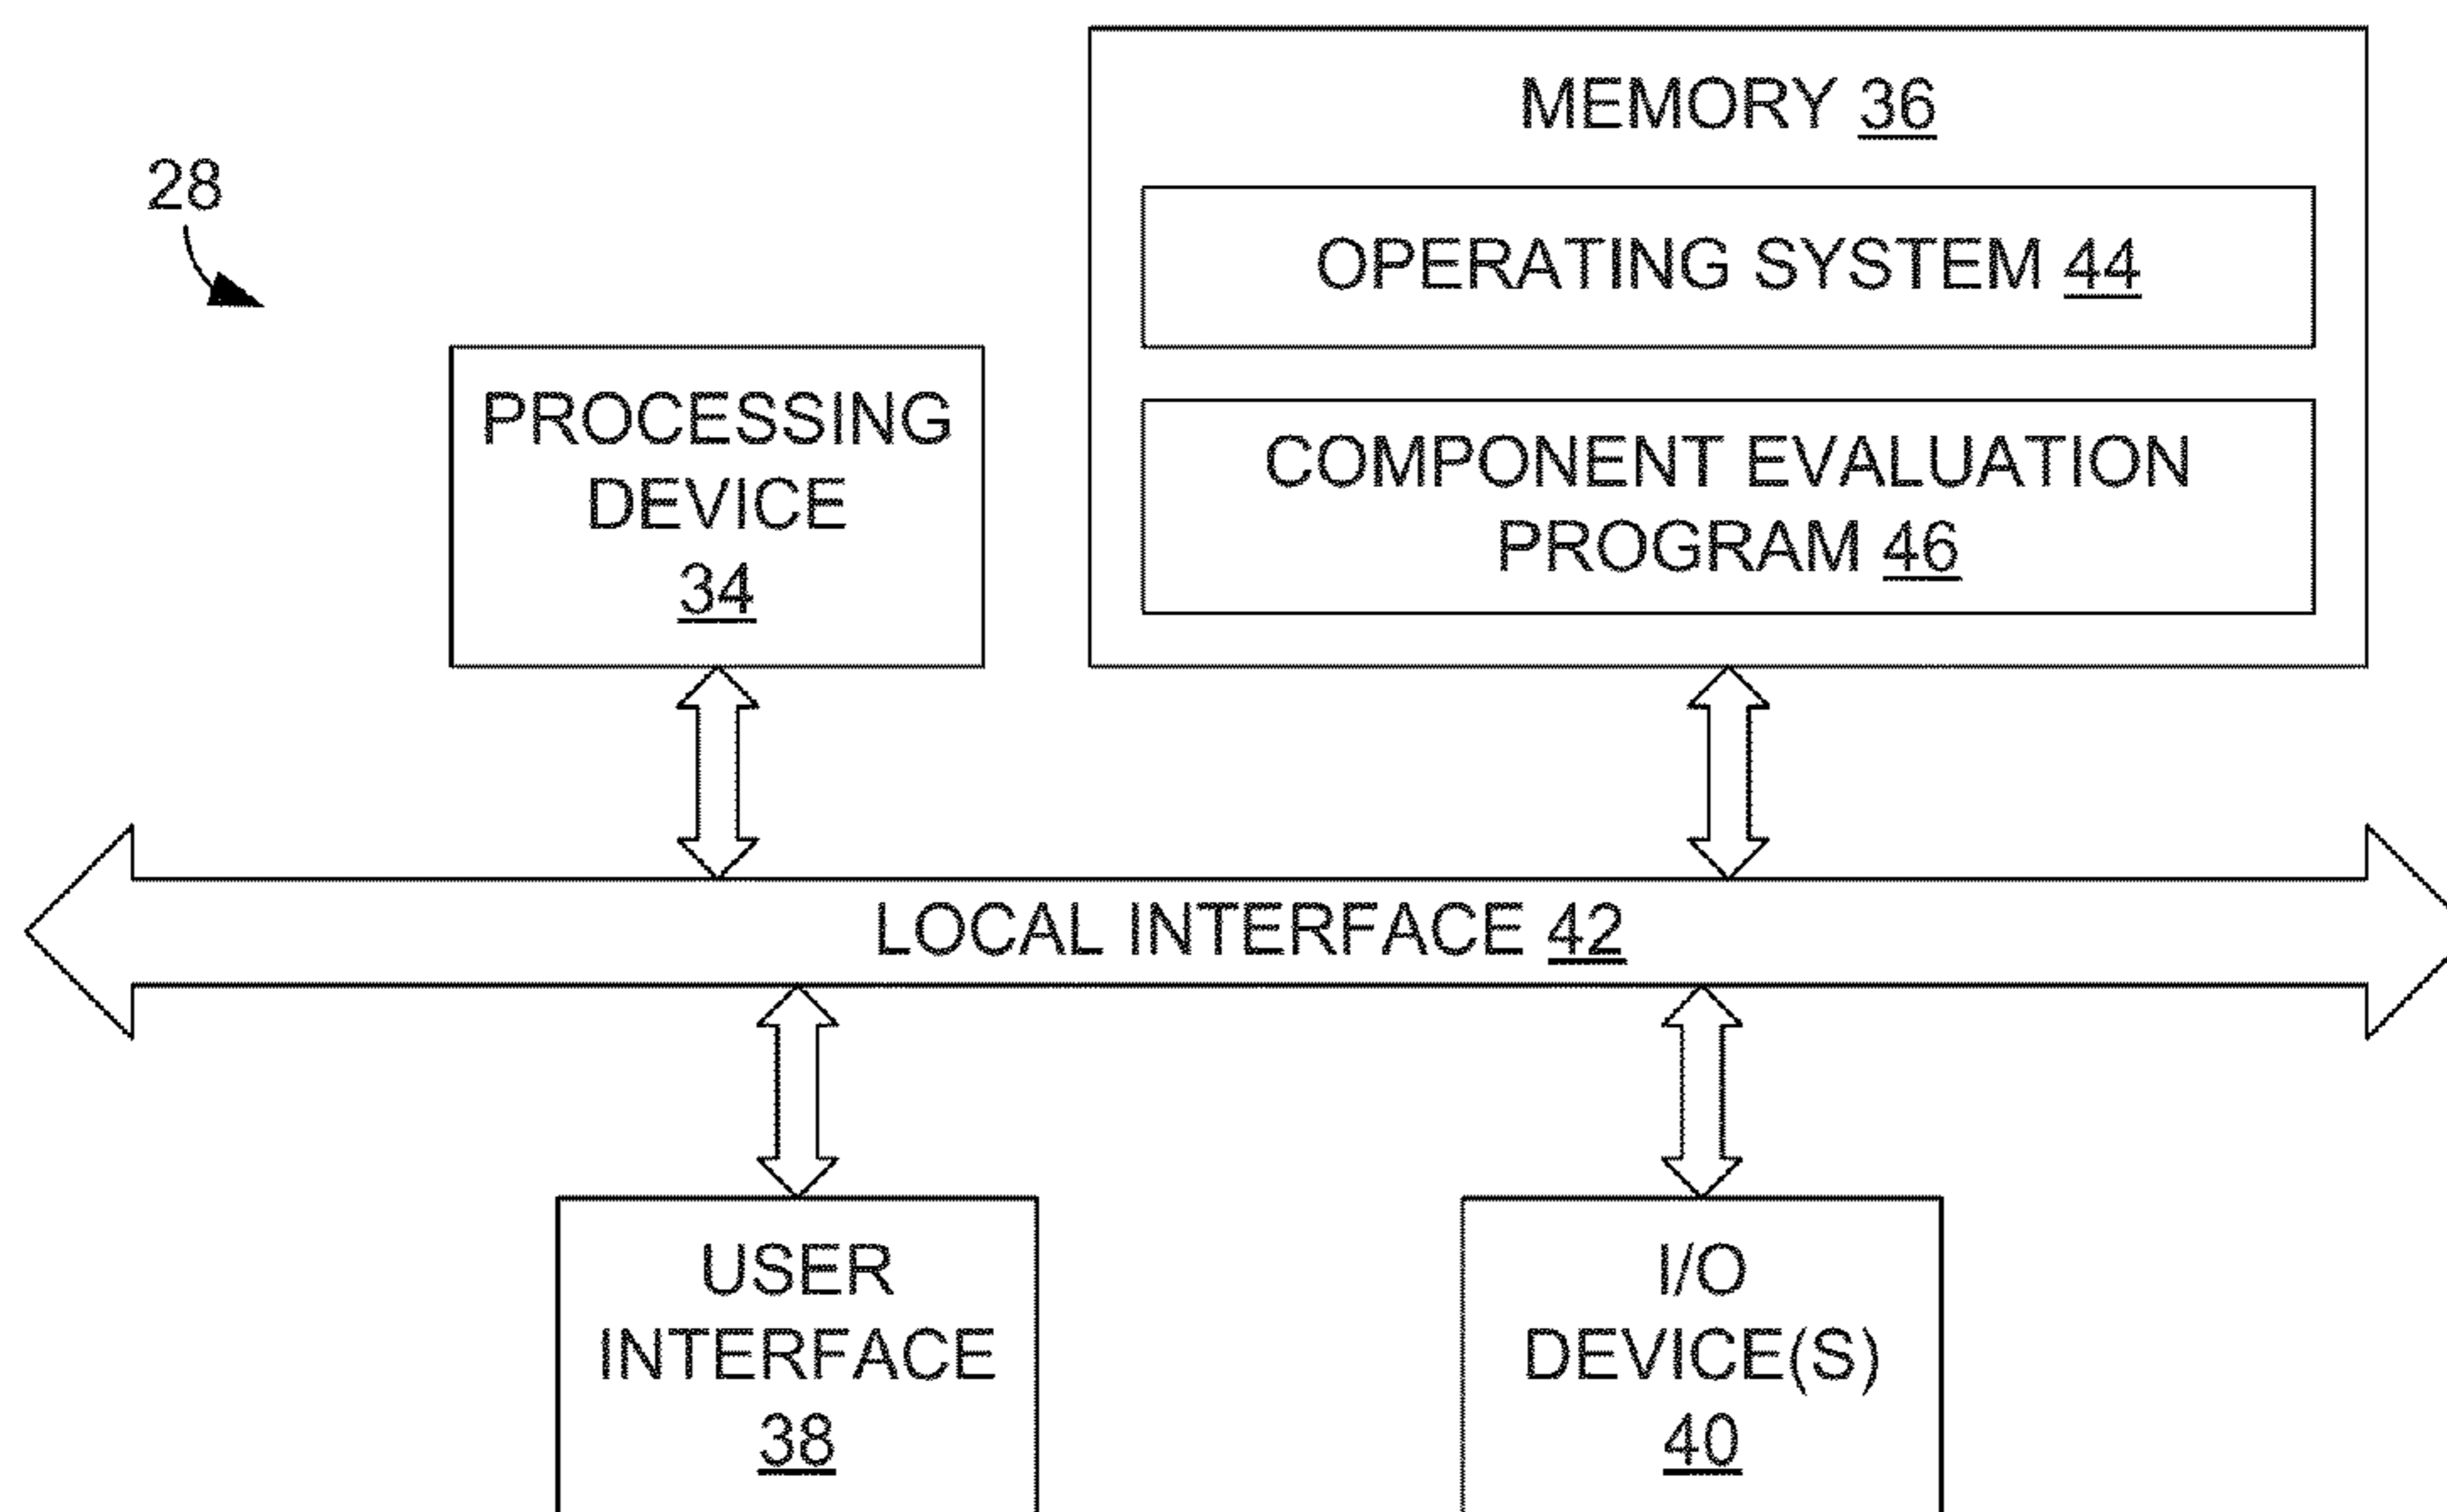 28
MEMORY 36
OPERATING SYSTEM 44
COMPONENT EVALUATION
PROGRAM 46
PROCESSING
DEVICE
34
LOCAL INTERFACE 42
USER
INTERFACE
38
I/O
DEVICE(S)
40